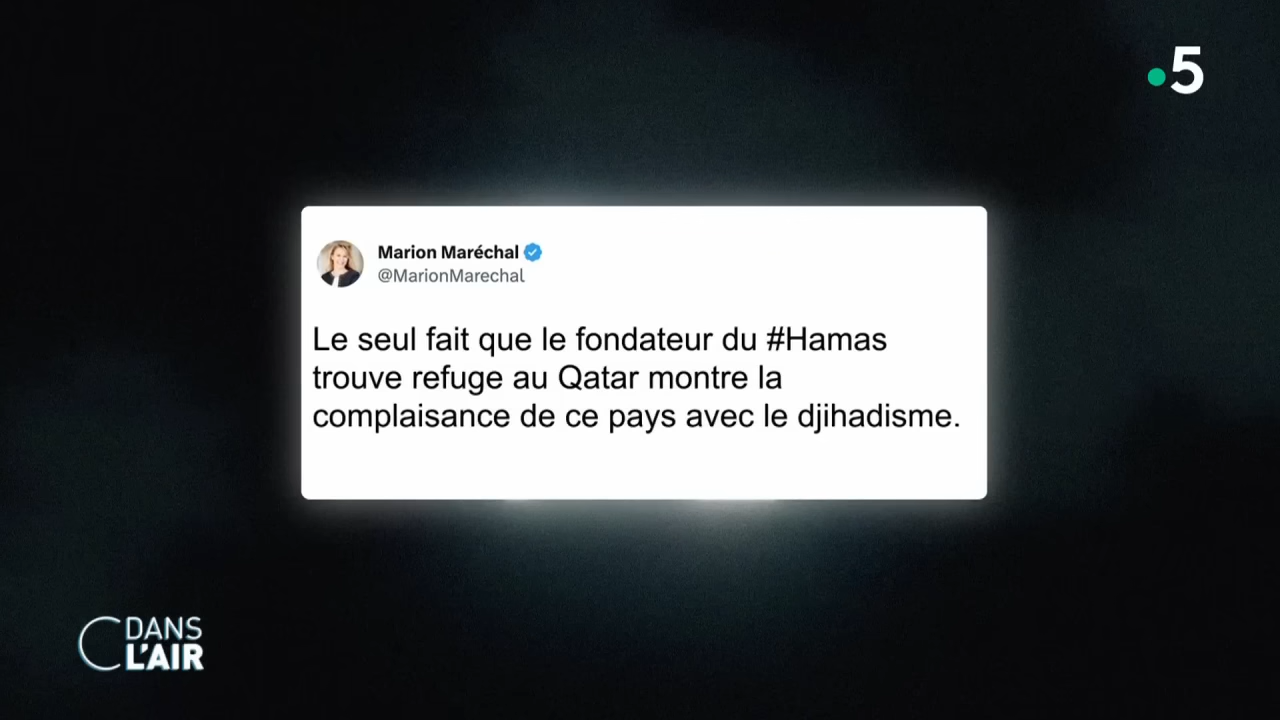 5
Marion Maréchal
@MarionMarechal
Le seul fait que le fondateur du #Hamas
trouve refuge au Qatar montre la
complaisance de ce pays avec le djihadisme.
C DANS
L'AIR